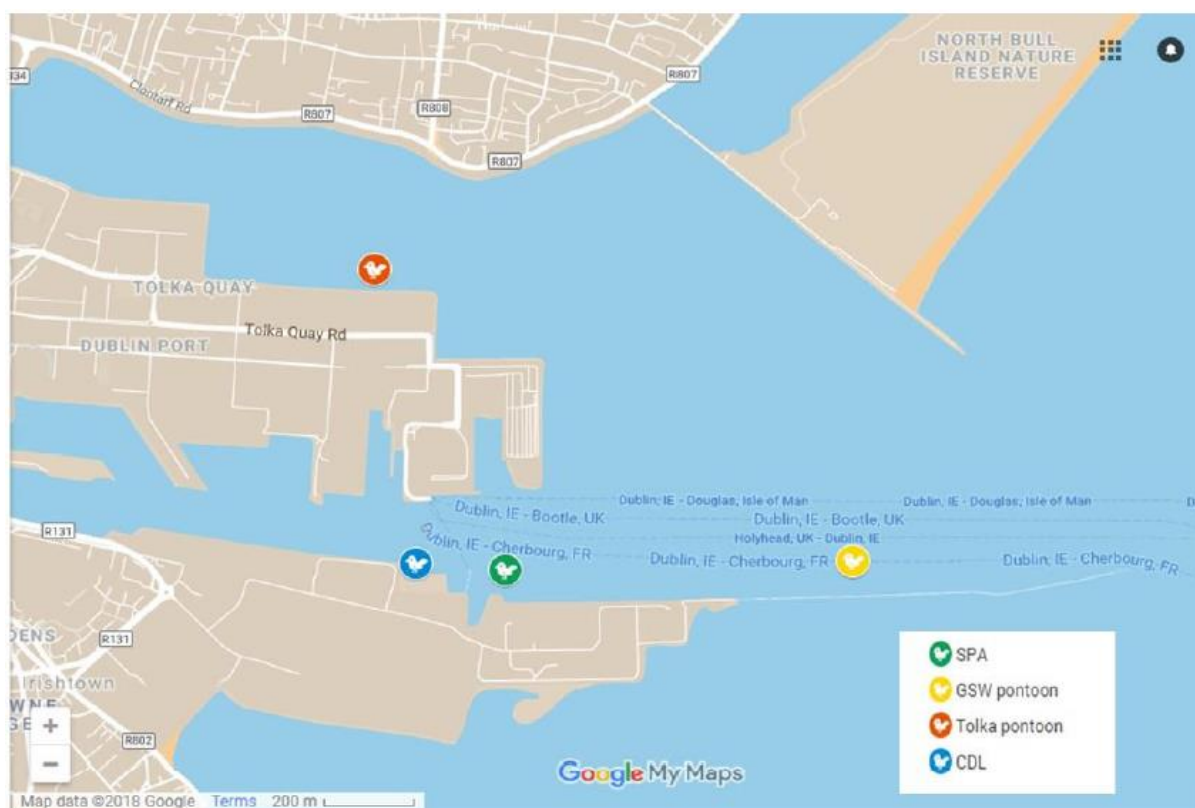 NORTH BULL
ISLAND NATURE
RESERVE
R807
R834
Clontarf Rd
R808
R807
R807
TOLKA QUAY
Tolka Quay Rd
DUBLIN PORT
Dublin, IE - Douglas, Isle of Man
Dublin, IE - Douglas, Isle of Man
Dublin, IE - Bootle, UK
Dublin, IE - Bootle, UK
R131
Holyhead, UK - Dublin, IE
Dublin, IE - Cherbourg, FR
Dublin, IE - Cherbourg, FR
Dublin, IE - Cherbourg, FR
R131
Irishtown
R802
SPA
GSW pontoon
Tolka pontoon
CDL
+
−
Google My Maps
Map data ©2018 Google Terms 200 m